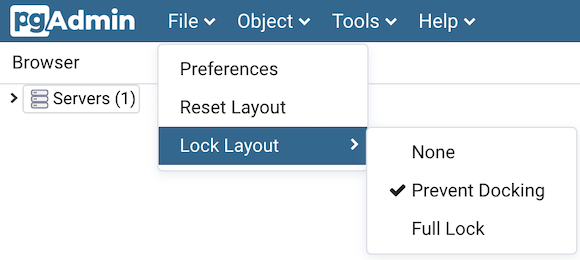 pgAdmin File Object Tools Help
Browser
Servers (1)
Preferences
Reset Layout
Lock Layout
None
Prevent Docking
Full Lock